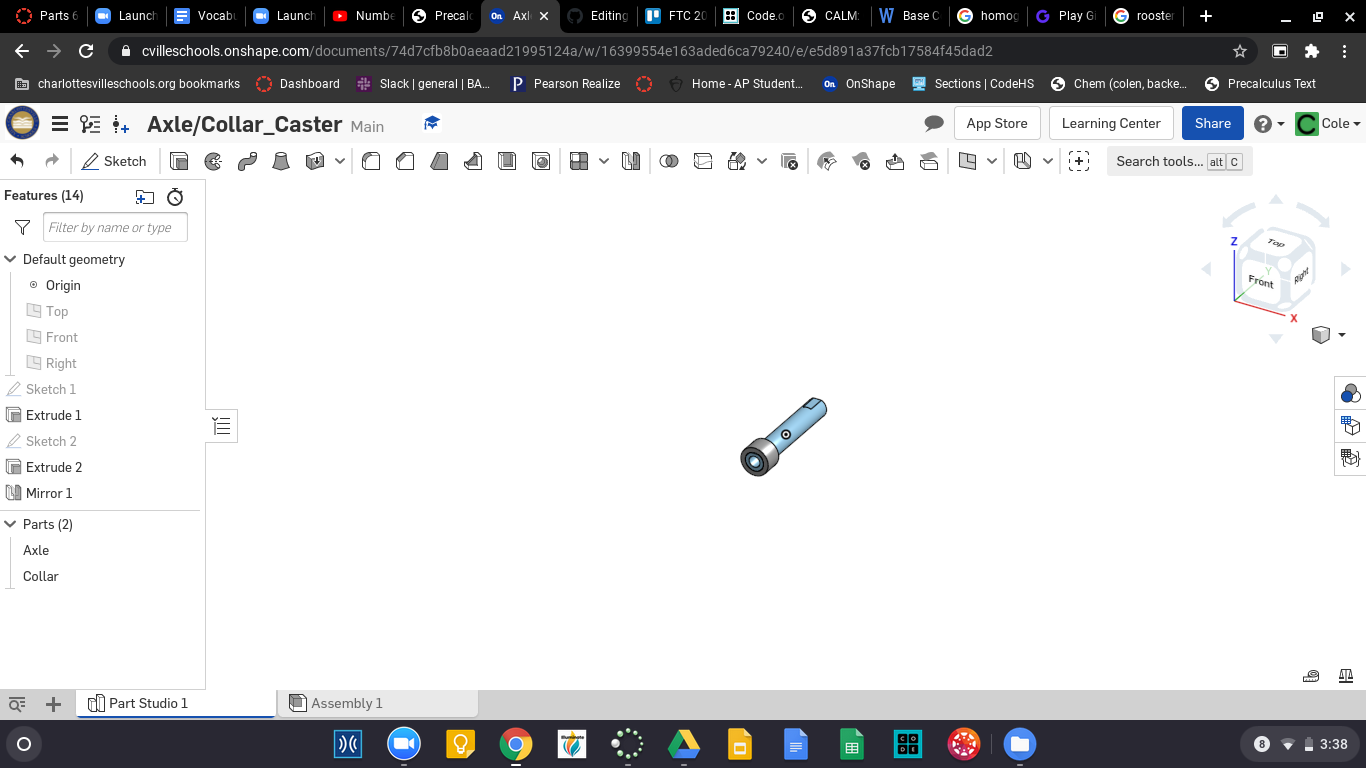 Parts 6
Launch
Vocabu
Launch
Numbe
Precalc
On
Axl
Editing
FTC 20
Code.o
CALM:
W
Base C
homog
Play Gi
rooster
cvilleschools.onshape.com/documents/74d7cfb8b0aeaad21995124a/w/16399554e163aded6ca79240/e/e5d891a37fcb17584f45dad2
charlottesvilleschools.org bookmarks
Dashboard
Slack | general | BA...
P
Pearson Realize
Home - AP Student...
On
OnShape
Sections | CodeHS
Chem (colen, backe...
Precalculus Text
Axle/Collar_Caster Main
App Store
Learning Center
Share
?
C
Cole
Sketch
Search tools... alt C
Features (14)
Filter by name or type
Default geometry
Origin
Top
Front
Right
Sketch 1
Extrude 1
Sketch 2
Extrude 2
Mirror 1
Parts (2)
Axle
Collar
Z
Top
Y
Front
Right
X
Part Studio 1
Assembly 1
CODE
8
3:38